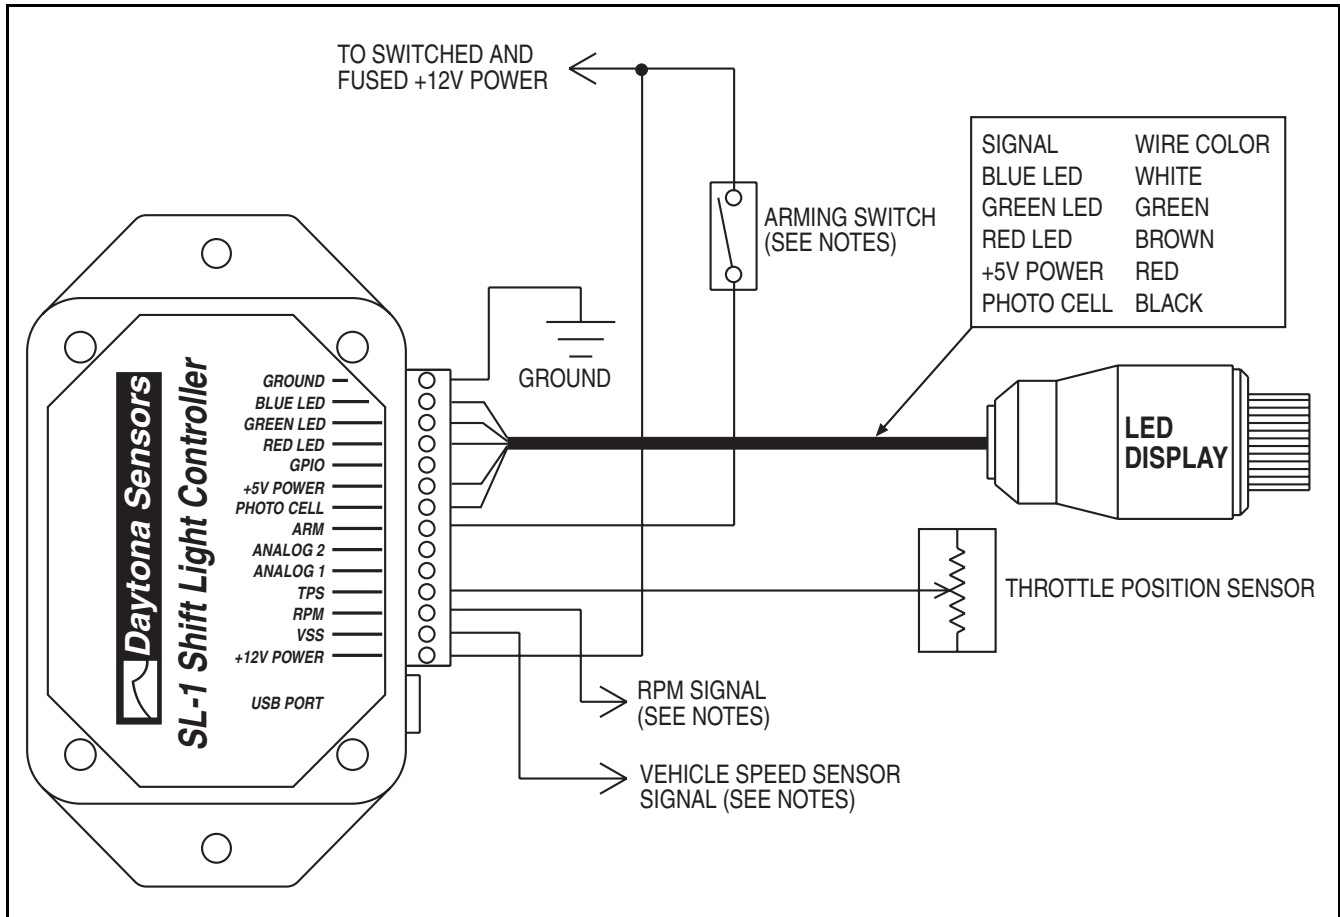 TO SWITCHED AND
FUSED +12V POWER
SIGNAL WIRE COLOR
BLUE LED WHITE
GREEN LED GREEN
RED LED BROWN
+5V POWER RED
PHOTO CELL BLACK
ARMING SWITCH
(SEE NOTES)
GROUND
Daytona Sensors
SL-1 Shift Light Controller
GROUND
BLUE LED
GREEN LED
RED LED
GPIO
+5V POWER
PHOTO CELL
ARM
ANALOG 2
ANALOG 1
TPS
RPM
VSS
+12V POWER
USB PORT
LED
DISPLAY
THROTTLE POSITION SENSOR
RPM SIGNAL
(SEE NOTES)
VEHICLE SPEED SENSOR
SIGNAL (SEE NOTES)